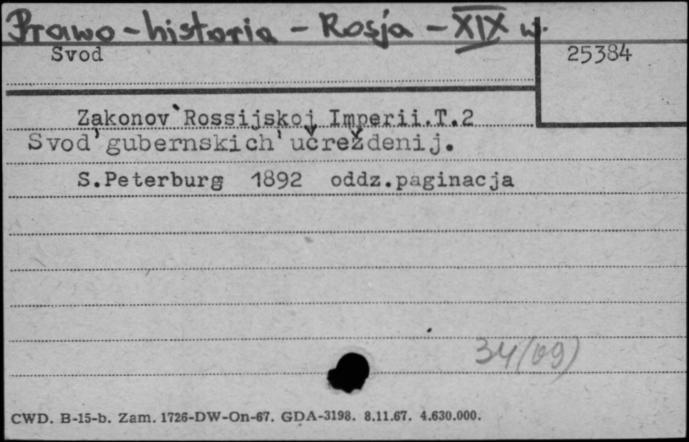 Prawo - historia - Rosja - XIX w.
Svod
25384
Zakonov Rossijskoj Imperii.T.2
Svod gubernskich učreždenij.
S.Peterburg 1892 oddz.paginacja
34(09)
CWD. B-15-b. Zam. 1726-DW-On-67. GDA-3198. 8.11.67. 4.630.000.